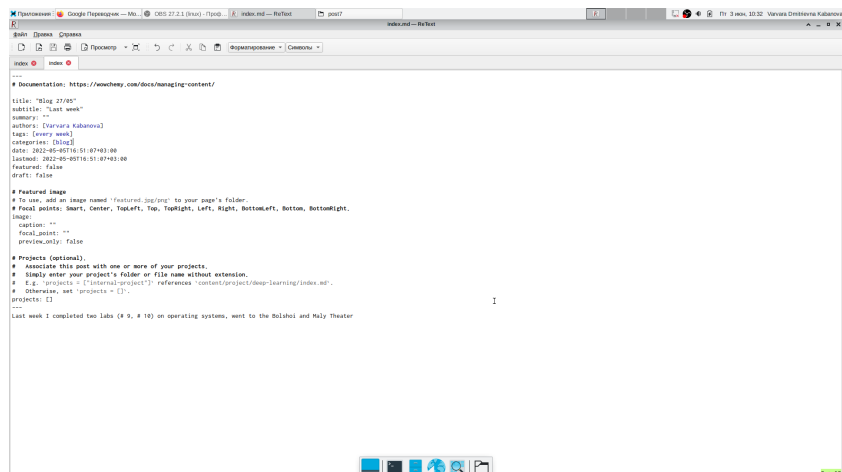 Приложения Google Переводчик — Mo... OBS 27.2.1 (linux) - Проф... index.md — ReText post7 Пт 3 июн, 10:32 Varvara Dmitrievna Kabanova
index.md — ReText
Файл Правка Справка
Просмотр Форматирование Символы
index index
---
# Documentation: https://wowchemy.com/docs/managing-content/
title: "Blog 27/05"
subtitle: "Last week"
summary: ""
authors: [Varvara Kabanova]
tags: [every week]
categories: [blog]
date: 2022-05-05T16:51:07+03:00
lastmod: 2022-05-05T16:51:07+03:00
featured: false
draft: false
# Featured image
# To use, add an image named `featured.jpg/png` to your page's folder.
# Focal points: Smart, Center, TopLeft, Top, TopRight, Left, Right, BottomLeft, Bottom, BottomRight.
image:
caption: ""
focal_point: ""
preview_only: false
# Projects (optional).
# Associate this post with one or more of your projects.
# Simply enter your project's folder or file name without extension.
# E.g. `projects = ["internal-project"]` references `content/project/deep-learning/index.md`.
# Otherwise, set `projects = []`.
projects: []
---
Last week I completed two labs (# 9, # 10) on operating systems, went to the Bolshoi and Maly Theater